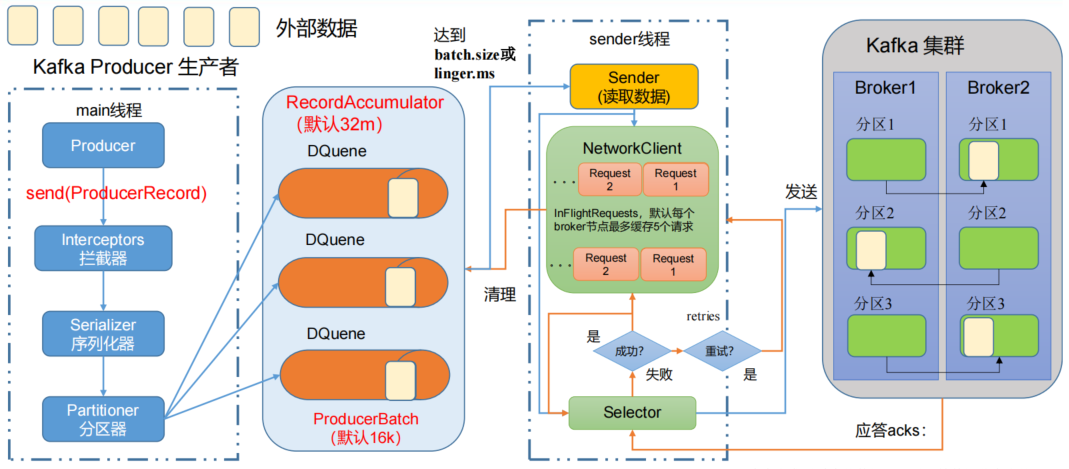 外部数据
Kafka Producer 生产者
main线程
Producer
send(ProducerRecord)
Interceptors
拦截器
Serializer
序列化器
Partitioner
分区器
RecordAccumulator
（默认32m）
DQuene
DQuene
DQuene
ProducerBatch
（默认16k）
达到
batch.size或
linger.ms
清理
sender线程
Sender
(读取数据)
NetworkClient
··· Request
2
Request
1
InFlightRequests，默认每个
broker节点最多缓存5个请求
··· Request
2
Request
1
是
成功？
失败
retries
重试？
是
Selector
发送
应答acks：
Kafka 集群
Broker1
分区1
分区2
分区3
Broker2
分区1
分区2
分区3